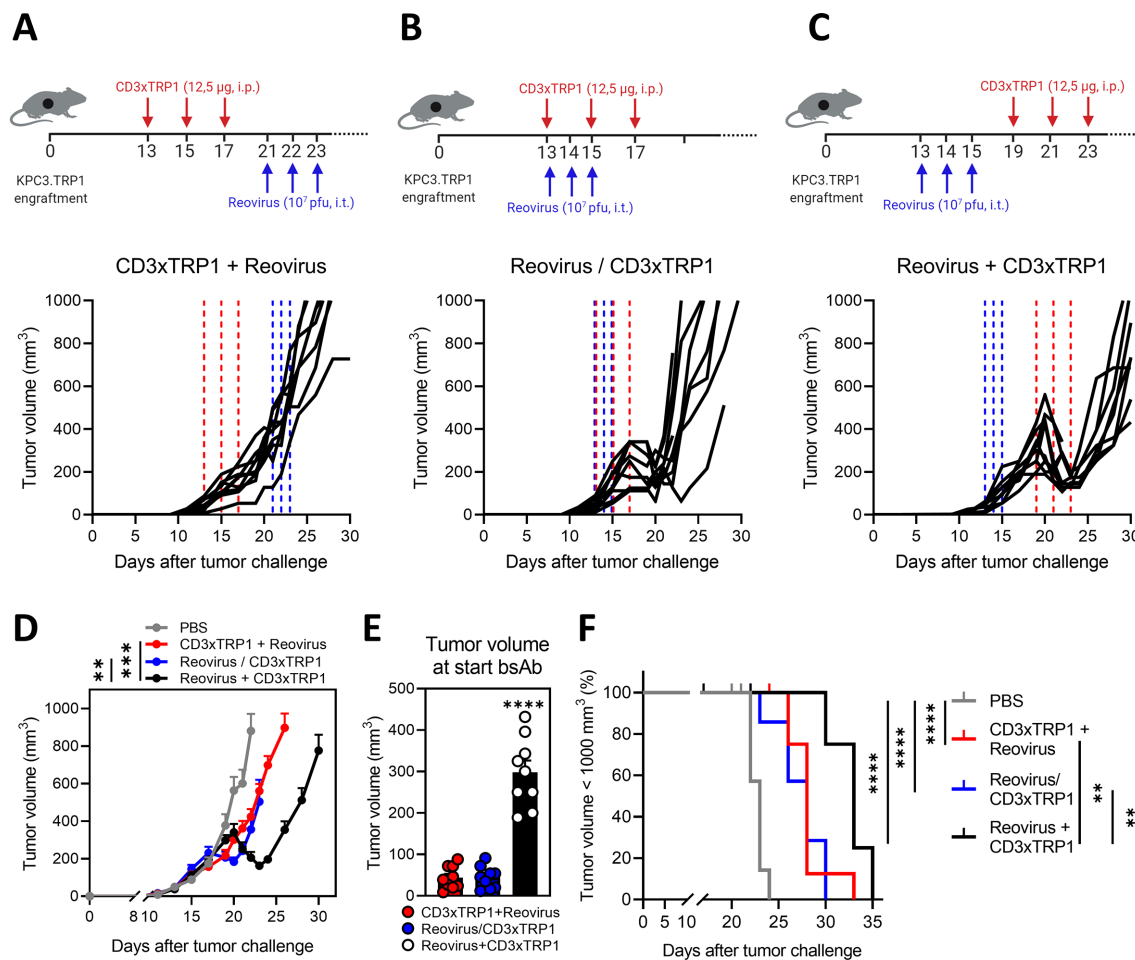 A
CD3xTRP1 (12,5 µg, i.p.)
0
13
15
17
21
22
23
KPC3.TRP1
engraftment
Reovirus (10⁷ pfu, i.t.)
CD3xTRP1 + Reovirus
Tumor volume (mm³)
1000
800
600
400
200
0
0
5
10
15
20
25
30
Days after tumor challenge
B
CD3xTRP1 (12,5 µg, i.p.)
0
13
14
15
17
KPC3.TRP1
engraftment
Reovirus (10⁷ pfu, i.t.)
Reovirus / CD3xTRP1
Tumor volume (mm³)
1000
800
600
400
200
0
0
5
10
15
20
25
30
Days after tumor challenge
C
CD3xTRP1 (12,5 µg, i.p.)
0
13
14
15
19
21
23
KPC3.TRP1
engraftment
Reovirus (10⁷ pfu, i.t.)
Reovirus + CD3xTRP1
Tumor volume (mm³)
1000
800
600
400
200
0
0
5
10
15
20
25
30
Days after tumor challenge
D
PBS
CD3xTRP1 + Reovirus
Reovirus / CD3xTRP1
Reovirus + CD3xTRP1
**
***
Tumor volume (mm³)
1000
800
600
400
200
0
0
8
10
20
30
Days after tumor challenge
E
Tumor volume
at start bsAb
****
Tumor volume (mm³)
500
400
300
200
100
0
CD3xTRP1+Reovirus
Reovirus/CD3xTRP1
Reovirus+CD3xTRP1
F
Tumor volume < 1000 mm³ (%)
100
80
60
40
20
0
0
5
10
20
25
30
35
Days after tumor challenge
****
****
****
PBS
CD3xTRP1 +
Reovirus
Reovirus/
CD3xTRP1
Reovirus +
CD3xTRP1
**
**